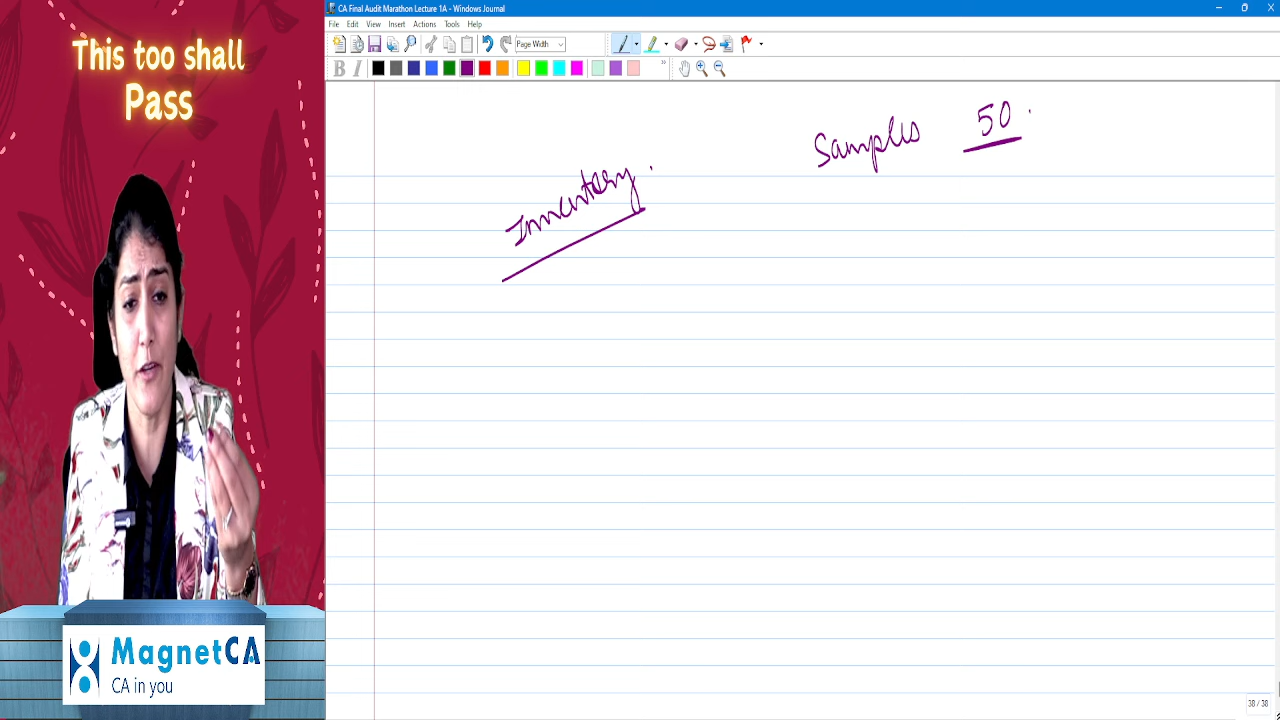 This too shall
Pass
CA Final Audit Marathon Lecture 1A - Windows Journal
File Edit View Insert Actions Tools Help
Page Width
B I
Samples 50
Inventory.
MagnetCA
CA in you
38 / 38